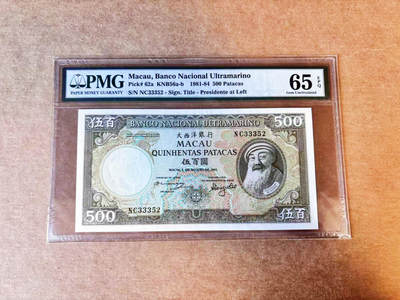 PMG
PAPER MONEY GUARANTY
Macau, Banco Nacional Ultramarino
Pick# 62a KNB56a-b 1981-84 500 Patacas
S/N NC33352 - Sign. Title - Presidente at Left
65 EPQ
Gem Uncirculated
伍百 BANCO NACIONAL ULTRAMARINO 500
大西洋銀行
NC33352
MACAU
QUINHENTAS PATACAS
伍百圓
NC33352
500
伍百